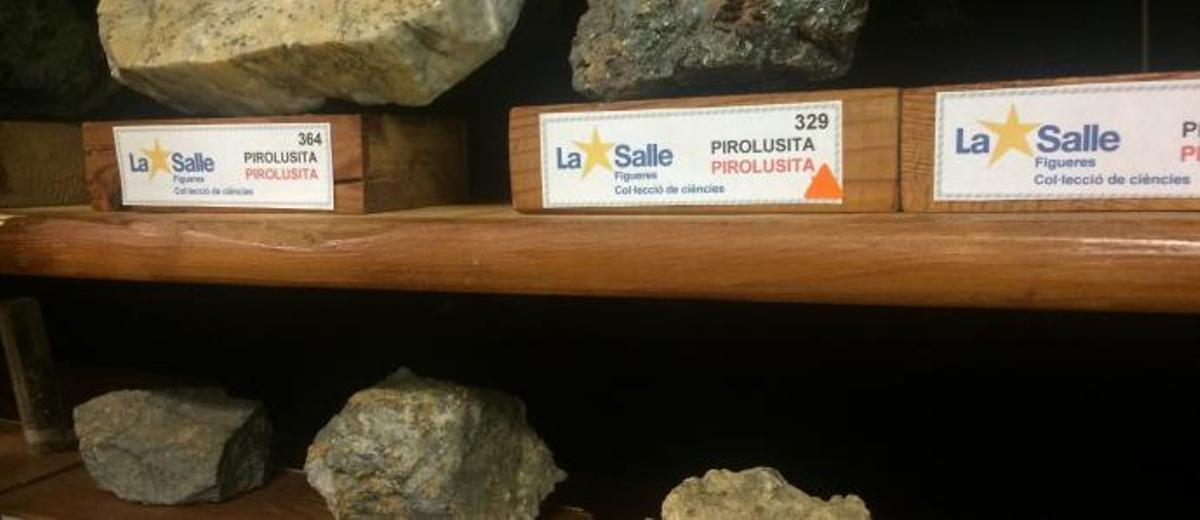 364
La Salle
PIROLUSITA
PIROLUSITA
Figueres
Col·lecció de ciències
329
La Salle
PIROLUSITA
PIROLUSITA
Figueres
Col·lecció de ciències
La Salle
Figueres
Col·lecció de ciències